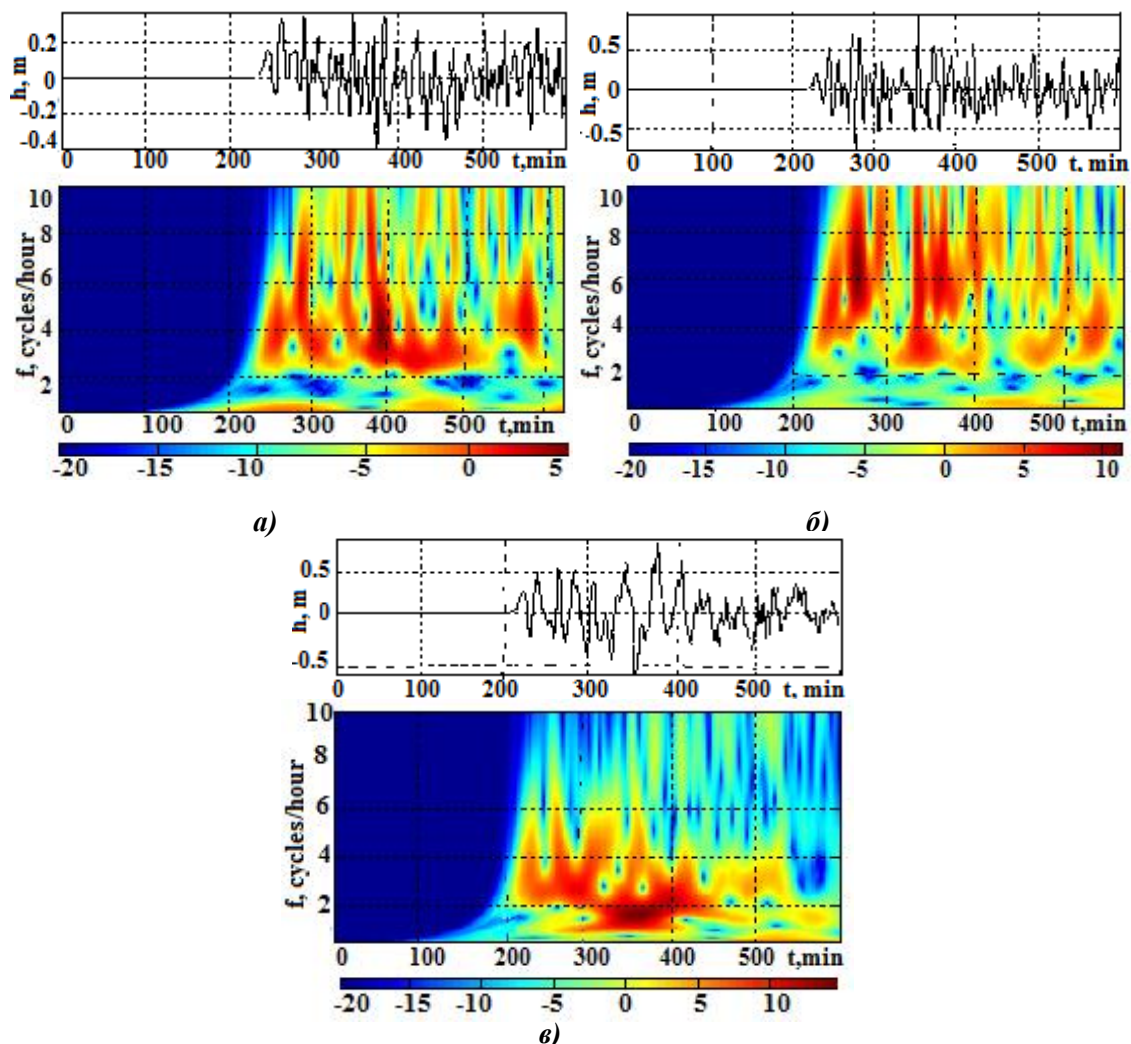 0.2
0
-0.2
-0.4
h, m
0 100 200 300 400 500 t,min
10
8
6
4
2
f, cycles/hour
0 100 200 300 400 500 t,min
-20 -15 -10 -5 0 5
а)
0.5
0
-0.5
h, m
0 100 200 300 400 500 t, min
10
8
6
4
2
f, cycles/hour
0 100 200 300 400 500 t,min
-20 -15 -10 -5 0 5 10
б)
0.5
0
-0.5
h, m
0 100 200 300 400 500 t, min
10
8
6
4
2
f, cycles/hour
0 100 200 300 400 500 t,min
-20 -15 -10 -5 0 5 10
в)